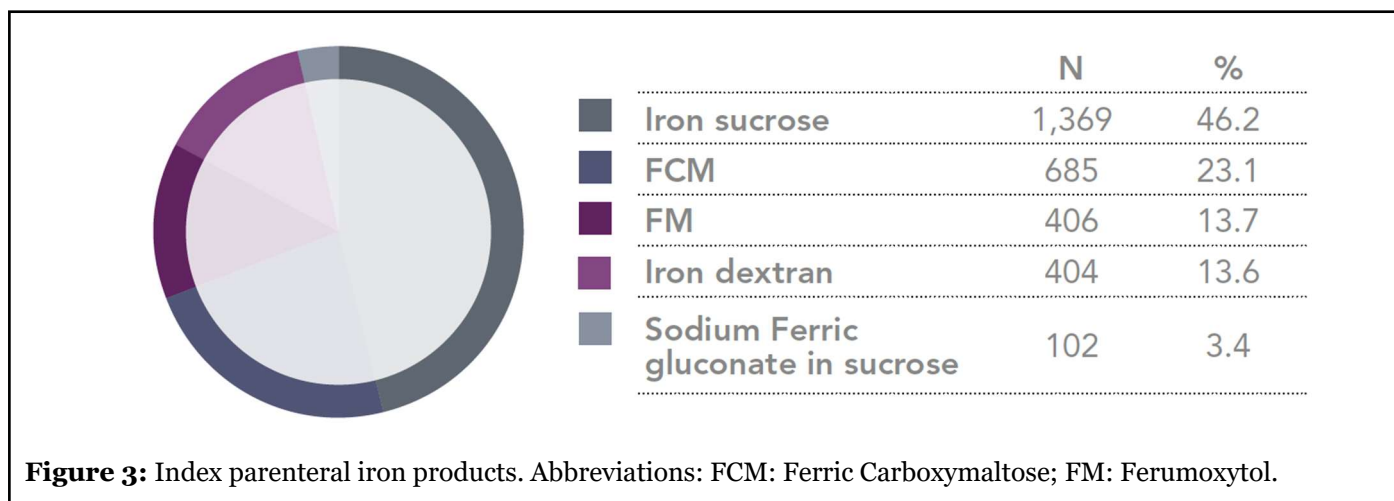 N %
Iron sucrose 1,369 46.2
FCM 685 23.1
FM 406 13.7
Iron dextran 404 13.6
Sodium Ferric
gluconate in sucrose 102 3.4
Figure 3: Index parenteral iron products. Abbreviations: FCM: Ferric Carboxymaltose; FM: Ferumoxytol.